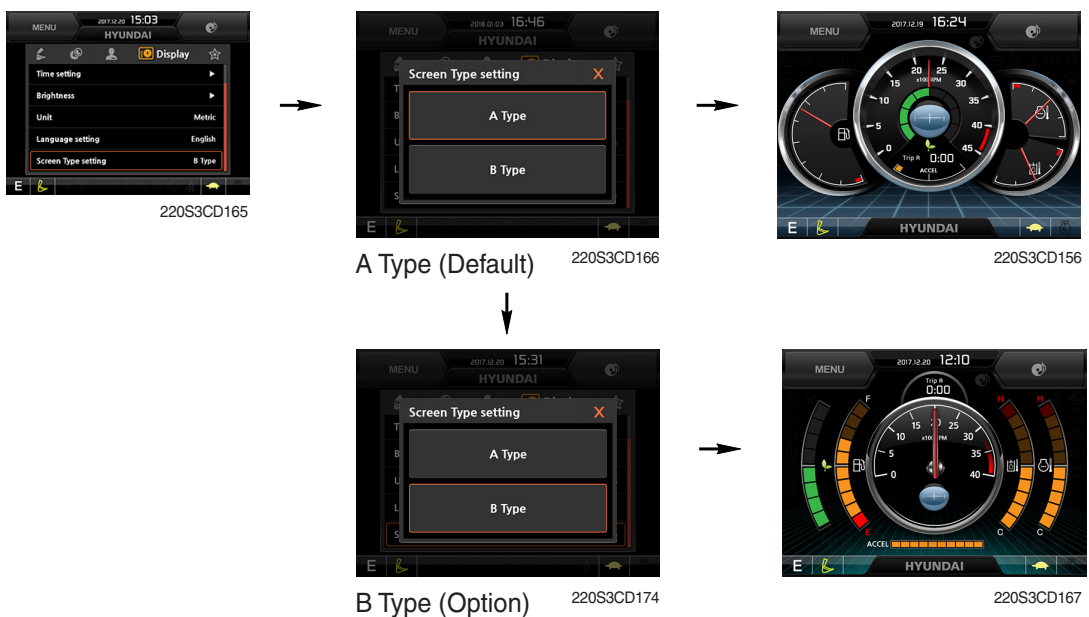 MENU 2017.12.20 15:03
HYUNDAI
Display
Time setting
Brightness
Unit Metric
Language setting English
Screen Type setting B Type
E
220S3CD165
MENU 2018.01.03 16:46
HYUNDAI
Screen Type setting X
A Type
B Type
E
A Type (Default) 220S3CD166
MENU 2017.12.19 16:24
0 5 10 15 20 25 30 35 40 45
x100 RPM
Trip A 0:00
ACCEL
E HYUNDAI
220S3CD156
MENU 2017.12.20 15:31
HYUNDAI
Screen Type setting X
A Type
B Type
E
B Type (Option) 220S3CD174
MENU 2017.12.20 12:10
Trip A
0:00
F H H
0 5 10 15 20 25 30 35 40
E C C
ACCEL
E HYUNDAI
220S3CD167